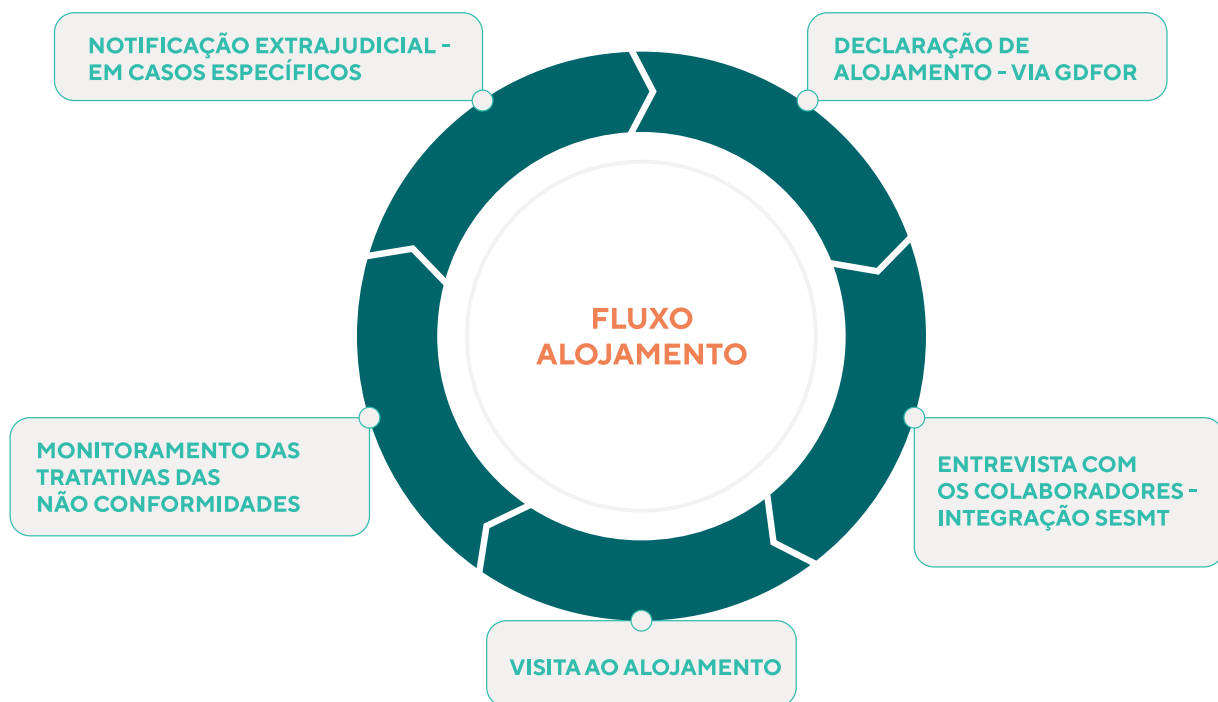 NOTIFICAÇÃO EXTRAJUDICIAL -
EM CASOS ESPECÍFICOS
DECLARAÇÃO DE
ALOJAMENTO - VIA GDFOR
FLUXO
ALOJAMENTO
MONITORAMENTO DAS
TRATATIVAS DAS
NÃO CONFORMIDADES
ENTREVISTA COM
OS COLABORADORES -
INTEGRAÇÃO SESMT
VISITA AO ALOJAMENTO